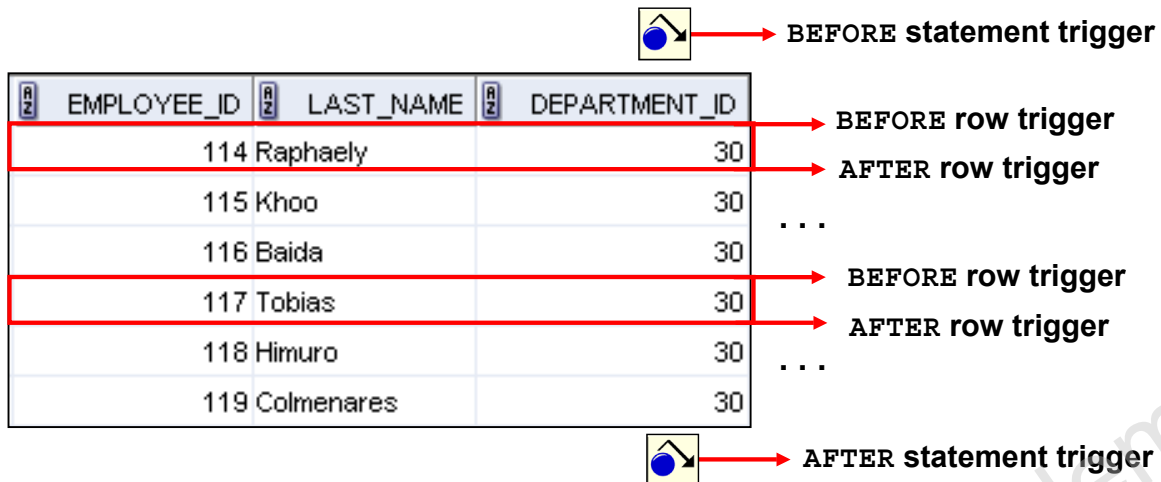 BEFORE statement trigger
EMPLOYEE_ID LAST_NAME DEPARTMENT_ID
BEFORE row trigger
114 Raphaely 30
AFTER row trigger
115 Khoo 30
. . .
116 Baida 30
BEFORE row trigger
117 Tobias 30
AFTER row trigger
118 Himuro 30
. . .
119 Colmenares 30
AFTER statement trigger